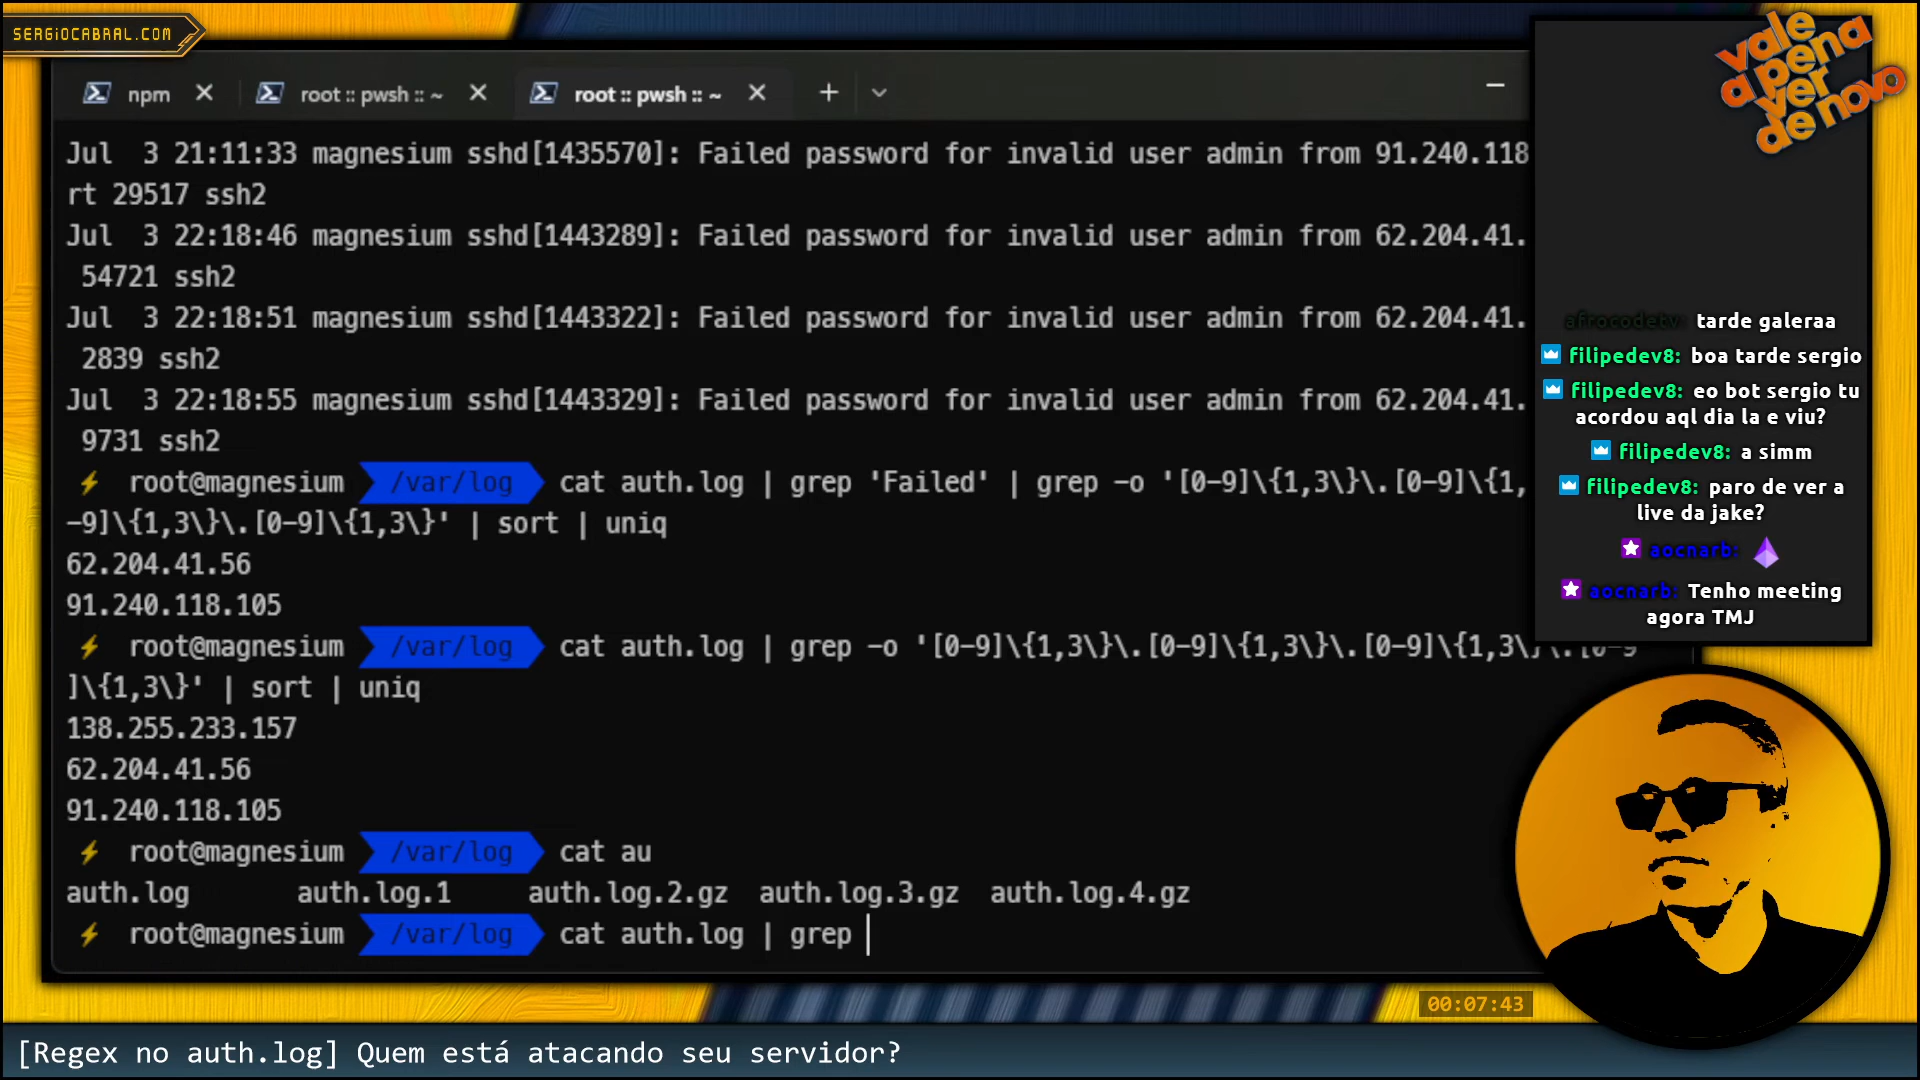 SERGIOCABRAL.COM
npm
root :: pwsh :: ~
root :: pwsh :: ~
Jul  3 21:11:33 magnesium sshd[1435570]: Failed password for invalid user admin from 91.240.118
rt 29517 ssh2
Jul  3 22:18:46 magnesium sshd[1443289]: Failed password for invalid user admin from 62.204.41.
54721 ssh2
Jul  3 22:18:51 magnesium sshd[1443322]: Failed password for invalid user admin from 62.204.41.
2839 ssh2
Jul  3 22:18:55 magnesium sshd[1443329]: Failed password for invalid user admin from 62.204.41.
9731 ssh2
root@magnesium /var/log cat auth.log | grep 'Failed' | grep -o '[0-9]\{1,3\}\.[0-9]\{1,
-9]\{1,3\}\.[0-9]\{1,3\}' | sort | uniq
62.204.41.56
91.240.118.105
root@magnesium /var/log cat auth.log | grep -o '[0-9]\{1,3\}\.[0-9]\{1,3\}\.[0-9]\{1,3\}\.[0-9
]\{1,3\}' | sort | uniq
138.255.233.157
62.204.41.56
91.240.118.105
root@magnesium /var/log cat au
auth.log auth.log.1 auth.log.2.gz auth.log.3.gz auth.log.4.gz
root@magnesium /var/log cat auth.log | grep
vale
a pena
ver
de novo
afrocodetv: tarde galeraa
filipedev8: boa tarde sergio
filipedev8: eo bot sergio tu
acordou aql dia la e viu?
filipedev8: a simm
filipedev8: paro de ver a
live da jake?
aocnarb:
aocnarb: Tenho meeting
agora TMJ
00:07:43
[Regex no auth.log] Quem está atacando seu servidor?